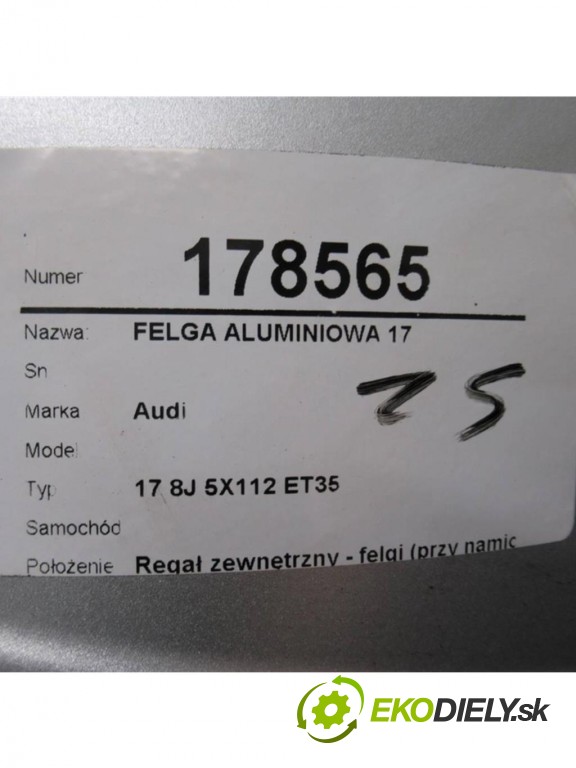 Numer 178565
Nazwa: FELGA ALUMINIOWA 17
Sn
Marka Audi
Model
Typ 17 8J 5X112 ET35
Samochód
Położenie Regał zewnętrzny - felgi (przy namic
EKODIELY.sk